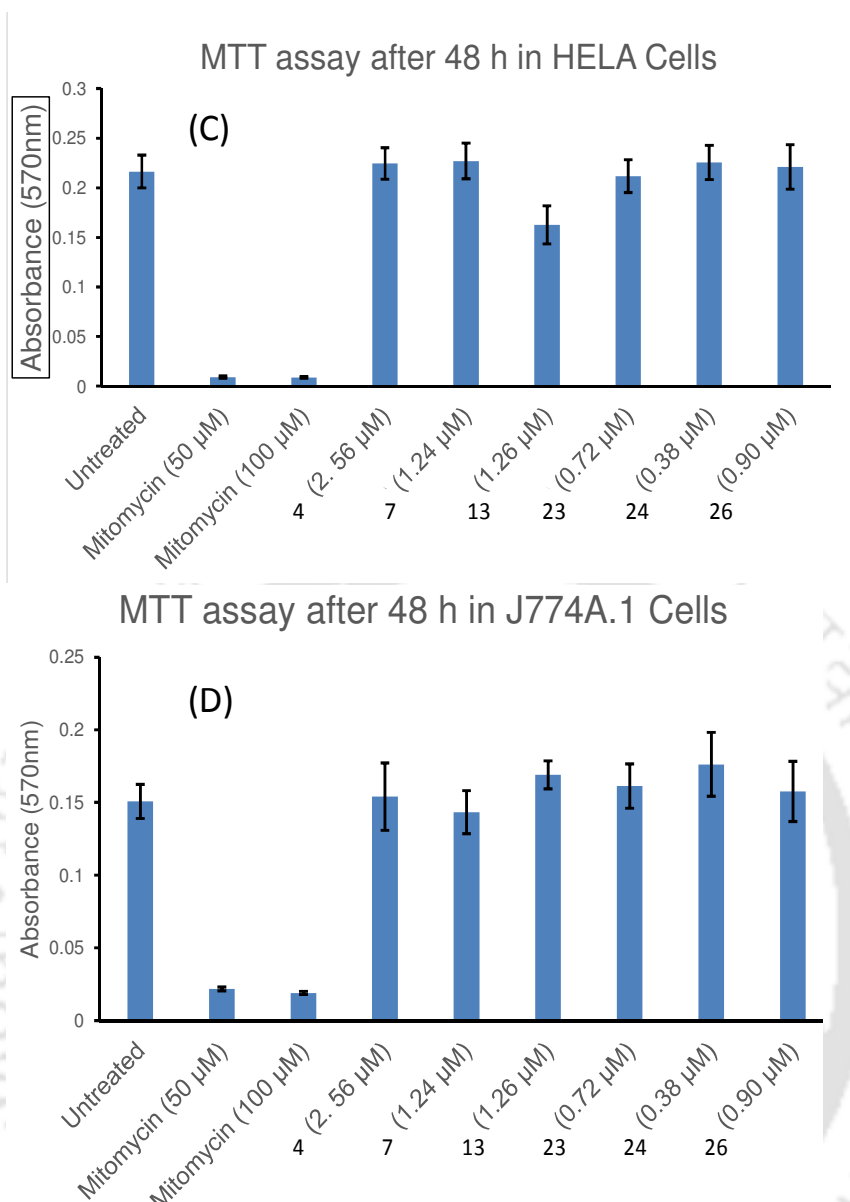 MTT assay after 48 h in HELA Cells
(C)
Absorbance (570nm)
0.3
0.25
0.2
0.15
0.1
0.05
0
Untreated
Mitomycin (50 µM)
Mitomycin (100 µM)
(2. 56 µM)
(1.24 µM)
(1.26 µM)
(0.72 µM)
(0.38 µM)
(0.90 µM)
4 7 13 23 24 26
MTT assay after 48 h in J774A.1 Cells
(D)
Absorbance (570nm)
0.25
0.2
0.15
0.1
0.05
0
Untreated
Mitomycin (50 µM)
Mitomycin (100 µM)
(2. 56 µM)
(1.24 µM)
(1.26 µM)
(0.72 µM)
(0.38 µM)
(0.90 µM)
4 7 13 23 24 26